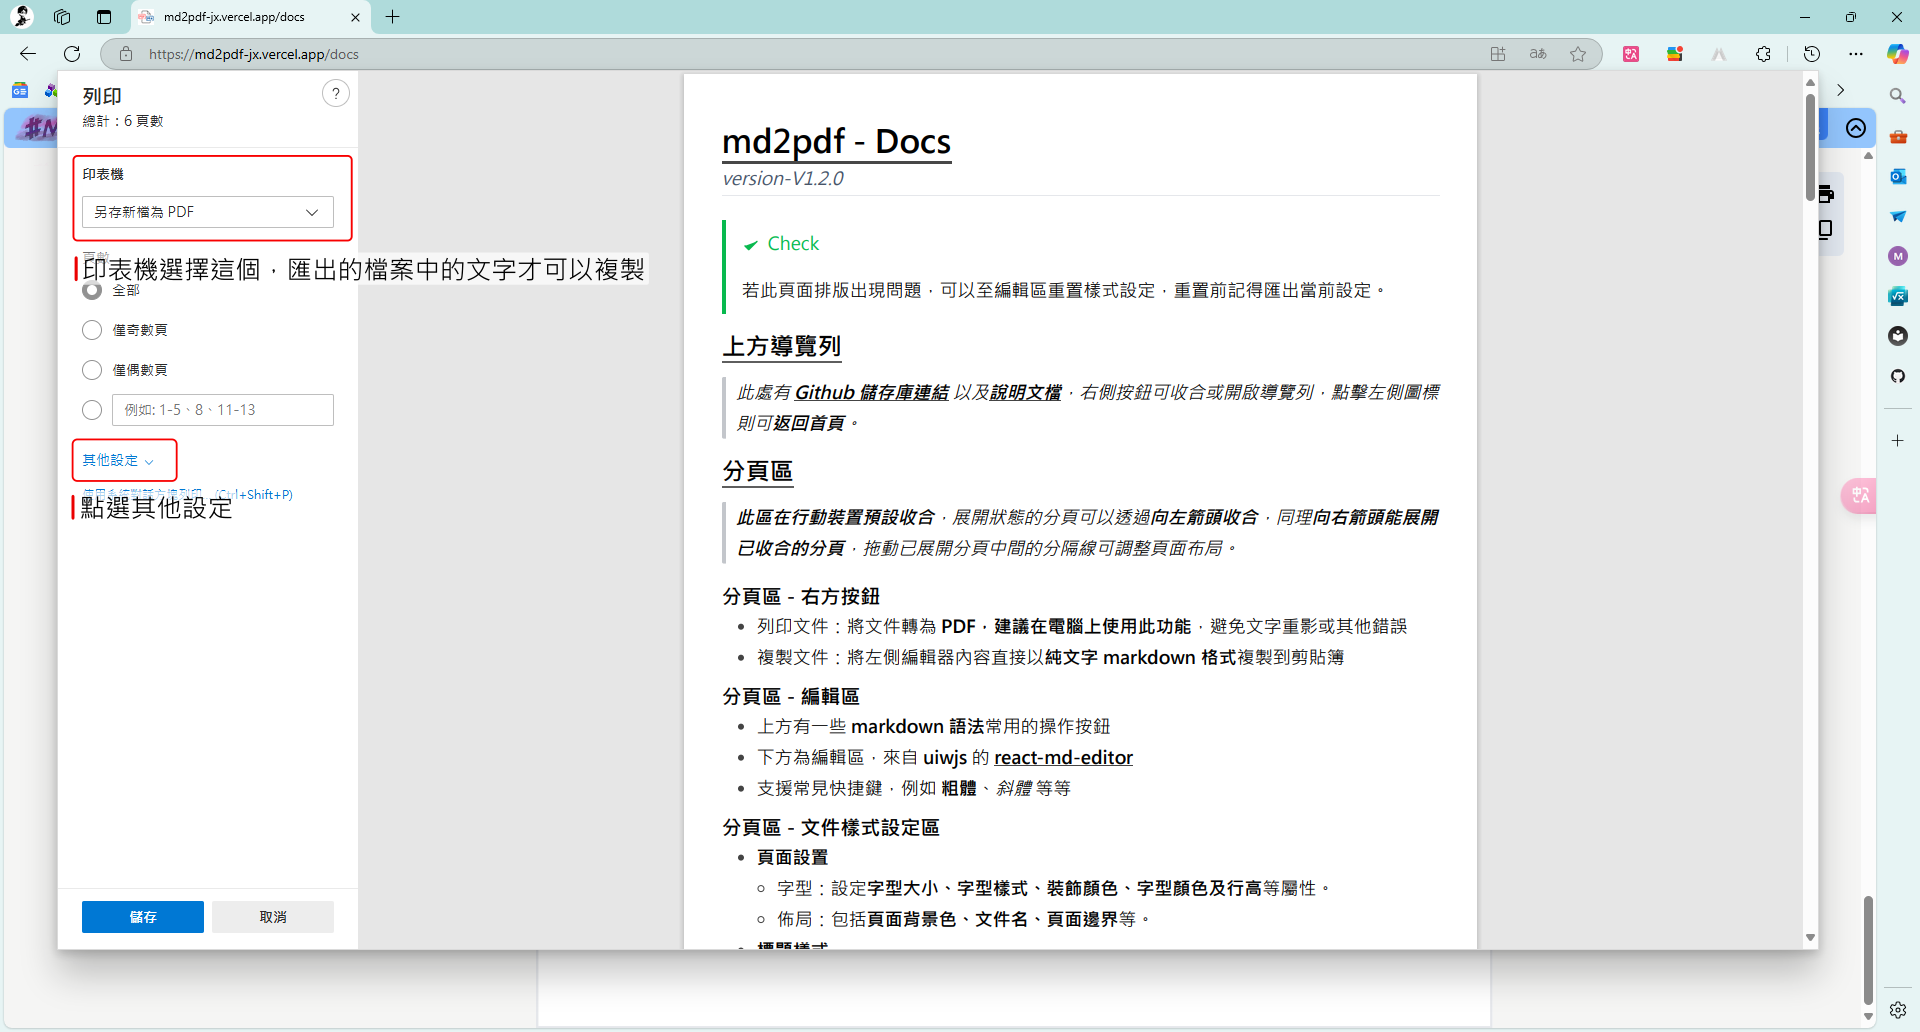 md2pdf-jx.vercel.app/docs
https://md2pdf-jx.vercel.app/docs
列印
?
總計：6 頁數
印表機
另存新檔為 PDF
頁數
印表機選擇這個，匯出的檔案中的文字才可以複製
全部
僅奇數頁
僅偶數頁
例如: 1-5、8、11-13
其他設定
使用系統對話方塊列印... (Ctrl+Shift+P)
點選其他設定
儲存
取消
md2pdf - Docs
version-V1.2.0
Check
若此頁面排版出現問題，可以至編輯區重置樣式設定，重置前記得匯出當前設定。
上方導覽列
此處有 Github 儲存庫連結 以及說明文檔，右側按鈕可收合或開啟導覽列，點擊左側圖標
則可返回首頁。
分頁區
此區在行動裝置預設收合，展開狀態的分頁可以透過向左箭頭收合，同理向右箭頭能展開
已收合的分頁，拖動已展開分頁中間的分隔線可調整頁面布局。
分頁區 - 右方按鈕
列印文件：將文件轉為 PDF，建議在電腦上使用此功能，避免文字重影或其他錯誤
複製文件：將左側編輯器內容直接以純文字 markdown 格式複製到剪貼簿
分頁區 - 編輯區
上方有一些 markdown 語法常用的操作按鈕
下方為編輯區，來自 uiwjs 的 react-md-editor
支援常見快捷鍵，例如 粗體、斜體 等等
分頁區 - 文件樣式設定區
頁面設置
字型：設定字型大小、字型樣式、裝飾顏色、字型顏色及行高等屬性。
佈局：包括頁面背景色、文件名、頁面邊界等。
標題樣式